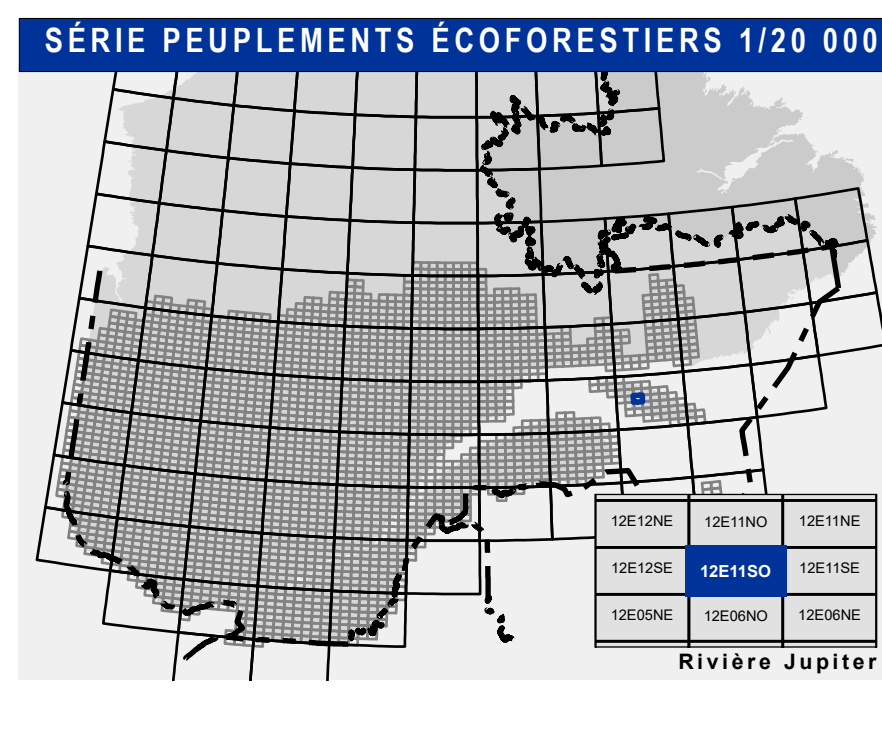 SÉRIE PEUPLEMENTS ÉCOFORESTIERS 1/20 000
12E12NE 12E11NO 12E11NE
12E12SE 12E11SO 12E11SE
12E05NE 12E06NO 12E06NE
Rivière Jupiter